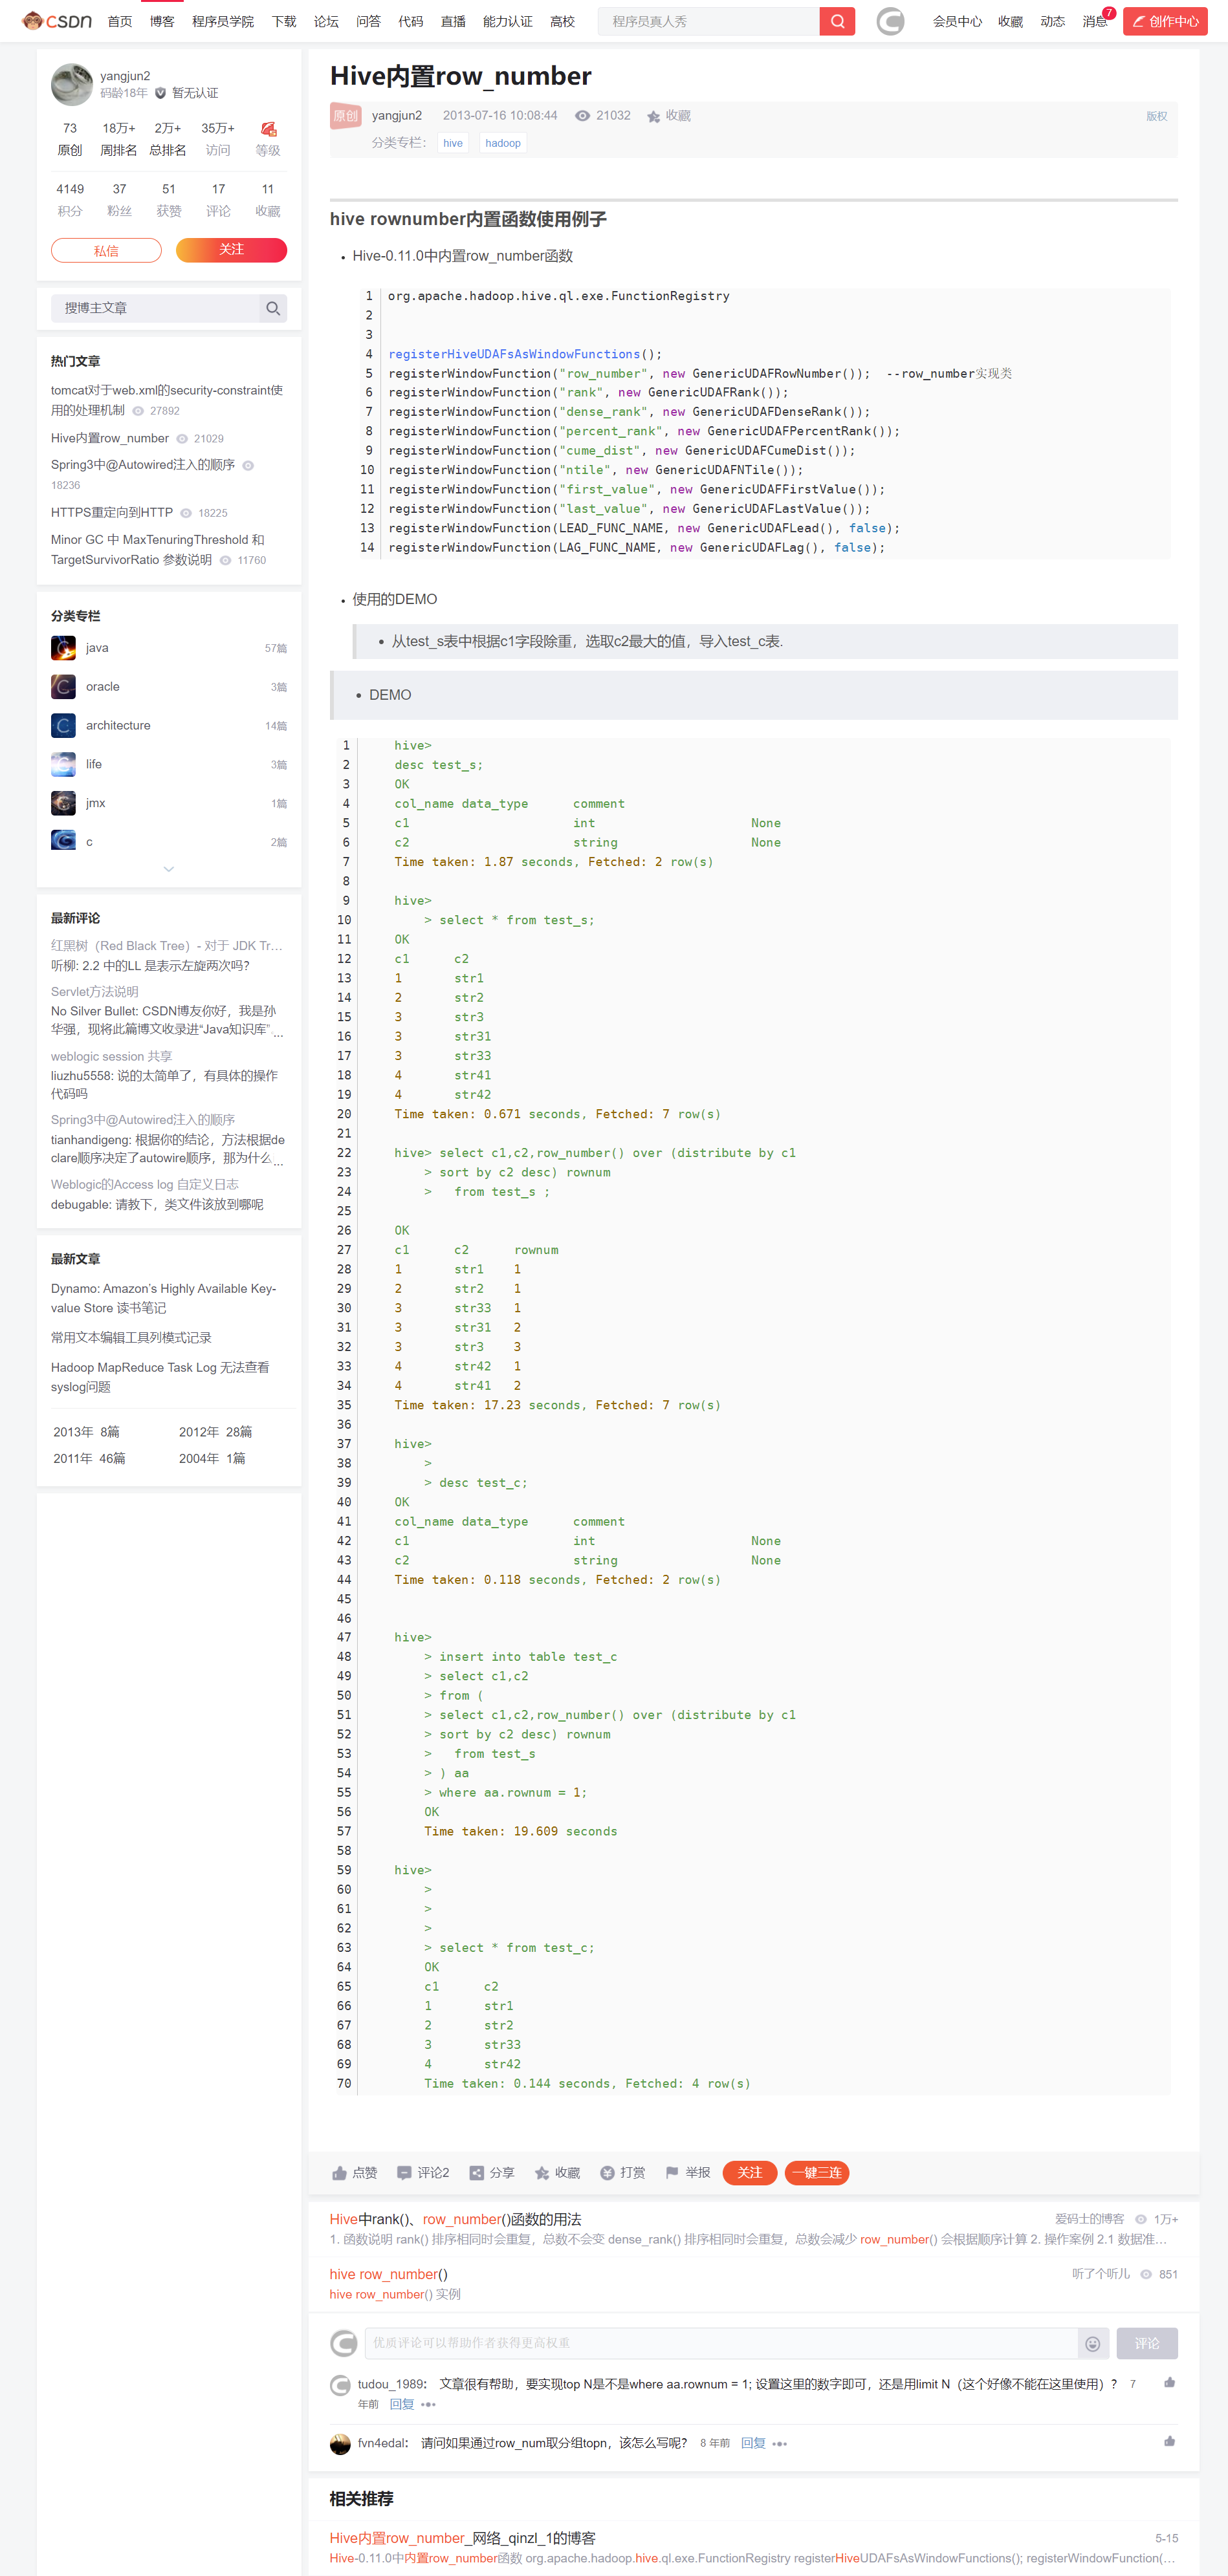 CSDN 首页 博客 程序员学院 下载 论坛 问答 代码 直播 能力认证 高校 程序员真人秀 会员中心 收藏 动态 消息 7 创作中心
yangjun2
码龄18年 暂无认证
73 18万+ 2万+ 35万+
原创 周排名 总排名 访问 等级
4149 37 51 17 11
积分 粉丝 获赞 评论 收藏
私信 关注
搜博主文章
热门文章
tomcat对于web.xml的security-constraint使
用的处理机制 27892
Hive内置row_number 21029
Spring3中@Autowired注入的顺序
18236
HTTPS重定向到HTTP 18225
Minor GC 中 MaxTenuringThreshold 和
TargetSurvivorRatio 参数说明 11760
分类专栏
java 57篇
oracle 3篇
architecture 14篇
life 3篇
jmx 1篇
c 2篇
最新评论
红黑树（Red Black Tree）- 对于 JDK Tr…
听柳: 2.2 中的LL 是表示左旋两次吗?
Servlet方法说明
No Silver Bullet: CSDN博友你好，我是孙
华强，现将此篇博文收录进“Java知识库”...
weblogic session 共享
liuzhu5558: 说的太简单了，有具体的操作
代码吗
Spring3中@Autowired注入的顺序
tianhandigeng: 根据你的结论，方法根据de
clare顺序决定了autowire顺序，那为什么...
Weblogic的Access log 自定义日志
debugable: 请教下，类文件该放到哪呢
最新文章
Dynamo: Amazon's Highly Available Key-
value Store 读书笔记
常用文本编辑工具列模式记录
Hadoop MapReduce Task Log 无法查看
syslog问题
2013年 8篇 2012年 28篇
2011年 46篇 2004年 1篇
Hive内置row_number
原创 yangjun2 2013-07-16 10:08:44 21032 收藏 版权
分类专栏： hive hadoop
hive rownumber内置函数使用例子
• Hive-0.11.0中内置row_number函数
1 org.apache.hadoop.hive.ql.exe.FunctionRegistry
2
3
4 registerHiveUDAFsAsWindowFunctions();
5 registerWindowFunction("row_number", new GenericUDAFRowNumber());  --row_number实现类
6 registerWindowFunction("rank", new GenericUDAFRank());
7 registerWindowFunction("dense_rank", new GenericUDAFDenseRank());
8 registerWindowFunction("percent_rank", new GenericUDAFPercentRank());
9 registerWindowFunction("cume_dist", new GenericUDAFCumeDist());
10 registerWindowFunction("ntile", new GenericUDAFNTile());
11 registerWindowFunction("first_value", new GenericUDAFFirstValue());
12 registerWindowFunction("last_value", new GenericUDAFLastValue());
13 registerWindowFunction(LEAD_FUNC_NAME, new GenericUDAFLead(), false);
14 registerWindowFunction(LAG_FUNC_NAME, new GenericUDAFLag(), false);
• 使用的DEMO
• 从test_s表中根据c1字段除重，选取c2最大的值，导入test_c表.
• DEMO
1 hive>
2 desc test_s;
3 OK
4 col_name data_type comment
5 c1 int None
6 c2 string None
7 Time taken: 1.87 seconds, Fetched: 2 row(s)
8
9 hive>
10 > select * from test_s;
11 OK
12 c1 c2
13 1 str1
14 2 str2
15 3 str3
16 3 str31
17 3 str33
18 4 str41
19 4 str42
20 Time taken: 0.671 seconds, Fetched: 7 row(s)
21
22 hive> select c1,c2,row_number() over (distribute by c1
23 > sort by c2 desc) rownum
24 > from test_s ;
25
26 OK
27 c1 c2 rownum
28 1 str1 1
29 2 str2 1
30 3 str33 1
31 3 str31 2
32 3 str3 3
33 4 str42 1
34 4 str41 2
35 Time taken: 17.23 seconds, Fetched: 7 row(s)
36
37 hive>
38 >
39 > desc test_c;
40 OK
41 col_name data_type comment
42 c1 int None
43 c2 string None
44 Time taken: 0.118 seconds, Fetched: 2 row(s)
45
46
47 hive>
48 > insert into table test_c
49 > select c1,c2
50 > from (
51 > select c1,c2,row_number() over (distribute by c1
52 > sort by c2 desc) rownum
53 > from test_s
54 > ) aa
55 > where aa.rownum = 1;
56 OK
57 Time taken: 19.609 seconds
58
59 hive>
60 >
61 >
62 >
63 > select * from test_c;
64 OK
65 c1 c2
66 1 str1
67 2 str2
68 3 str33
69 4 str42
70 Time taken: 0.144 seconds, Fetched: 4 row(s)
点赞 评论2 分享 收藏 打赏 举报 关注 一键三连
Hive中rank()、row_number()函数的用法 爱码士的博客 1万+
1. 函数说明 rank() 排序相同时会重复，总数不会变 dense_rank() 排序相同时会重复，总数会减少 row_number() 会根据顺序计算 2. 操作案例 2.1 数据准…
hive row_number() 听了个听儿 851
hive row_number() 实例
优质评论可以帮助作者获得更高权重 评论
tudou_1989： 文章很有帮助，要实现top N是不是where aa.rownum = 1; 设置这里的数字即可，还是用limit N（这个好像不能在这里使用）? 7
年前 回复
fvn4edal： 请问如果通过row_num取分组topn，该怎么写呢? 8 年前 回复
相关推荐
Hive内置row_number_网络_qinzl_1的博客 5-15
Hive-0.11.0中内置row_number函数 org.apache.hadoop.hive.ql.exe.FunctionRegistry registerHiveUDAFsAsWindowFunctions(); registerWindowFunction(…